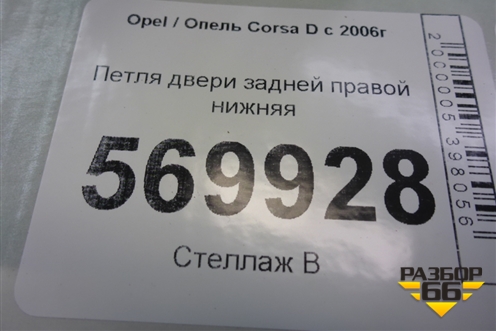 Opel / Опель Corsa D с 2006г
Петля двери задней правой
нижняя
569928
Стеллаж В
2000005398056
РАЗБОР
66